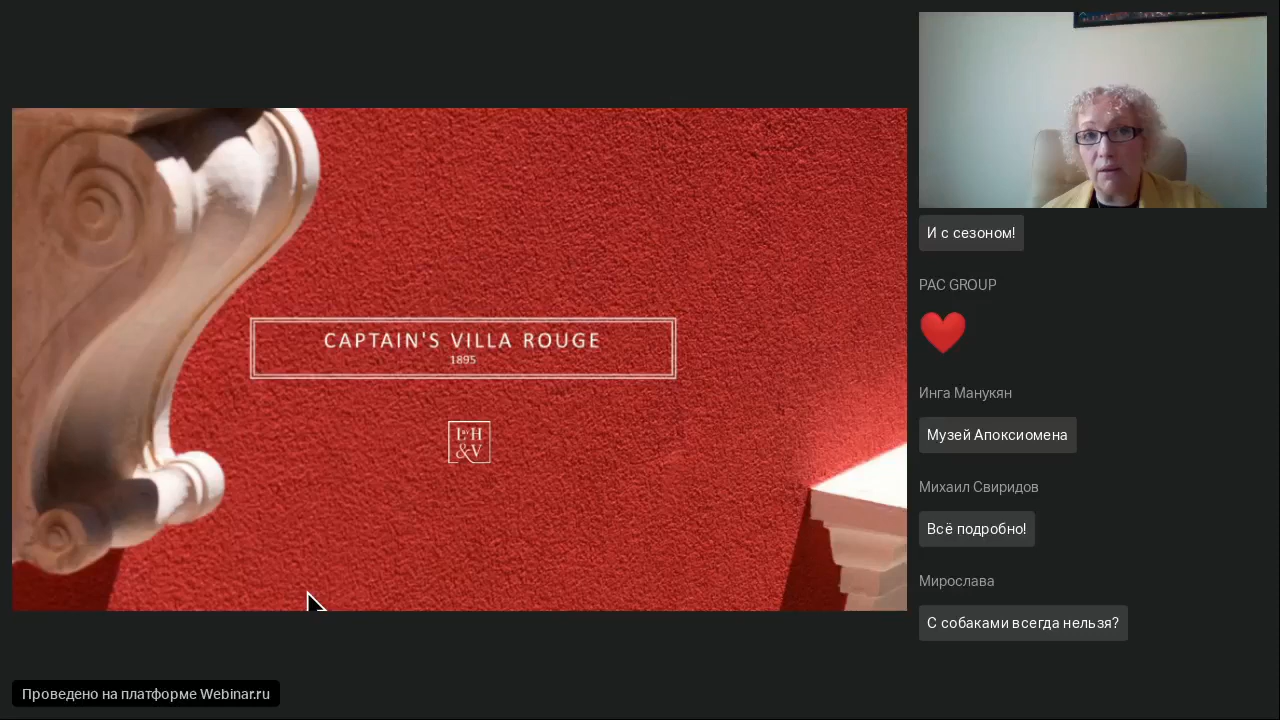 CAPTAIN'S VILLA ROUGE
1895
L BY H
& V
И с сезоном!
PAC GROUP
Инга Манукян
Музей Апоксиомена
Михаил Свиридов
Всё подробно!
Мирослава
С собаками всегда нельзя?
Проведено на платформе Webinar.ru